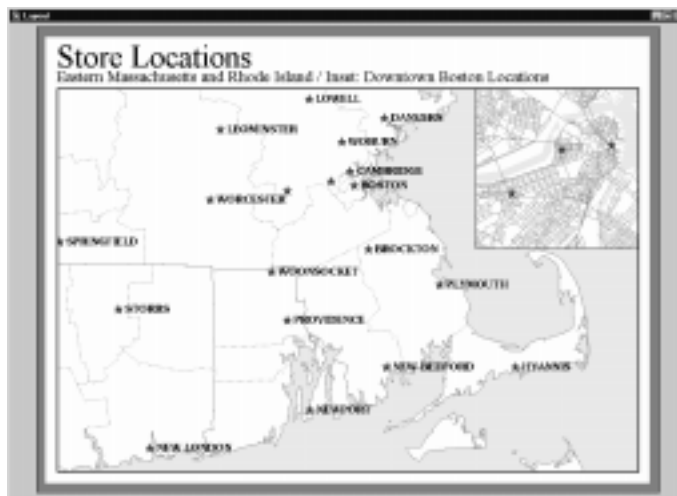 Layout
Store Locations
Eastern Massachusetts and Rhode Island / Inset: Downtown Boston Locations
LOWELL
DANVERS
LEOMINSTER
WOBURN
CAMBRIDGE
BOSTON
WORCESTER
SPRINGFIELD
BROCKTON
WOONSOCKET
PLYMOUTH
STORRS
PROVIDENCE
NEW BEDFORD
HYANNIS
NEWPORT
NEW LONDON